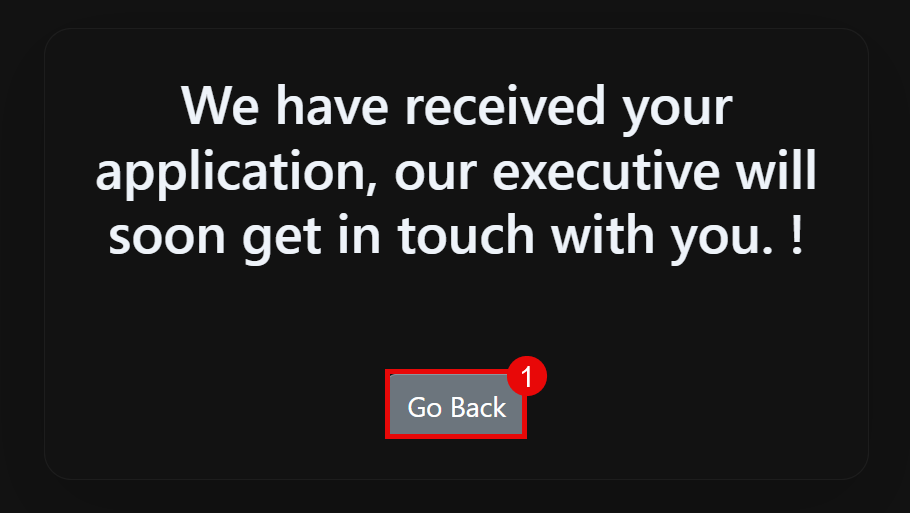 We have received your
application, our executive will
soon get in touch with you. !
1
Go Back